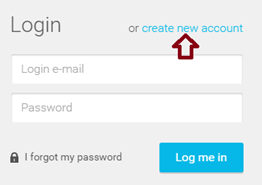 Login or create new account
Login e-mail
Password
I forgot my password Log me in